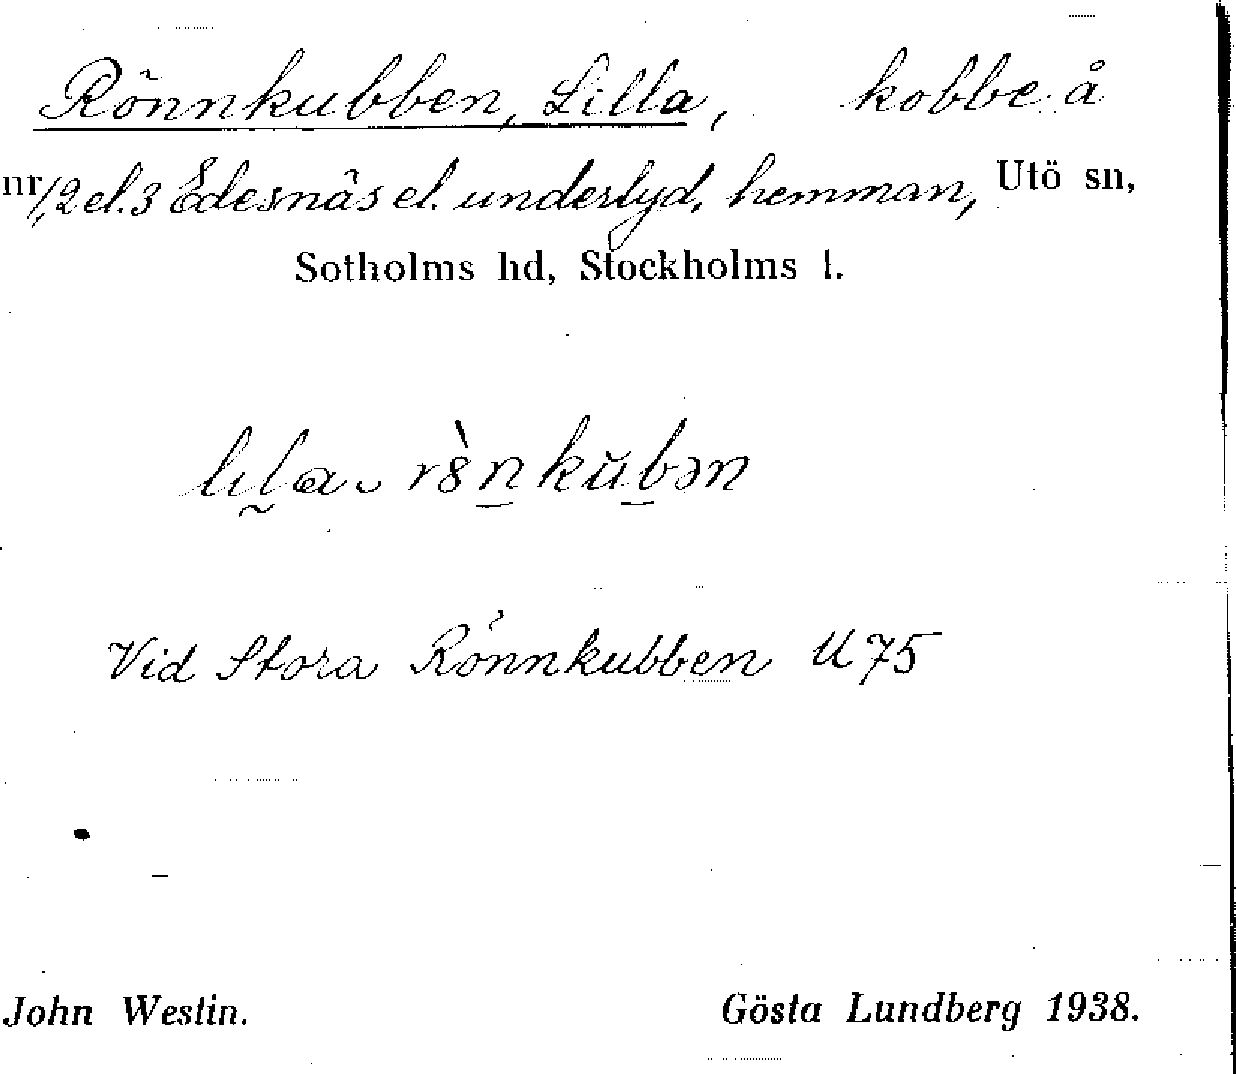 Rönnkubben, Lilla, kobbe å
nr 1, 2 el. 3 Edesnäs el. underlyd. hemman, Utö sn,
Sotholms hd, Stockholms l.
Vid Stora Rönnkubben U 75
John Westin. Gösta Lundberg 1938.